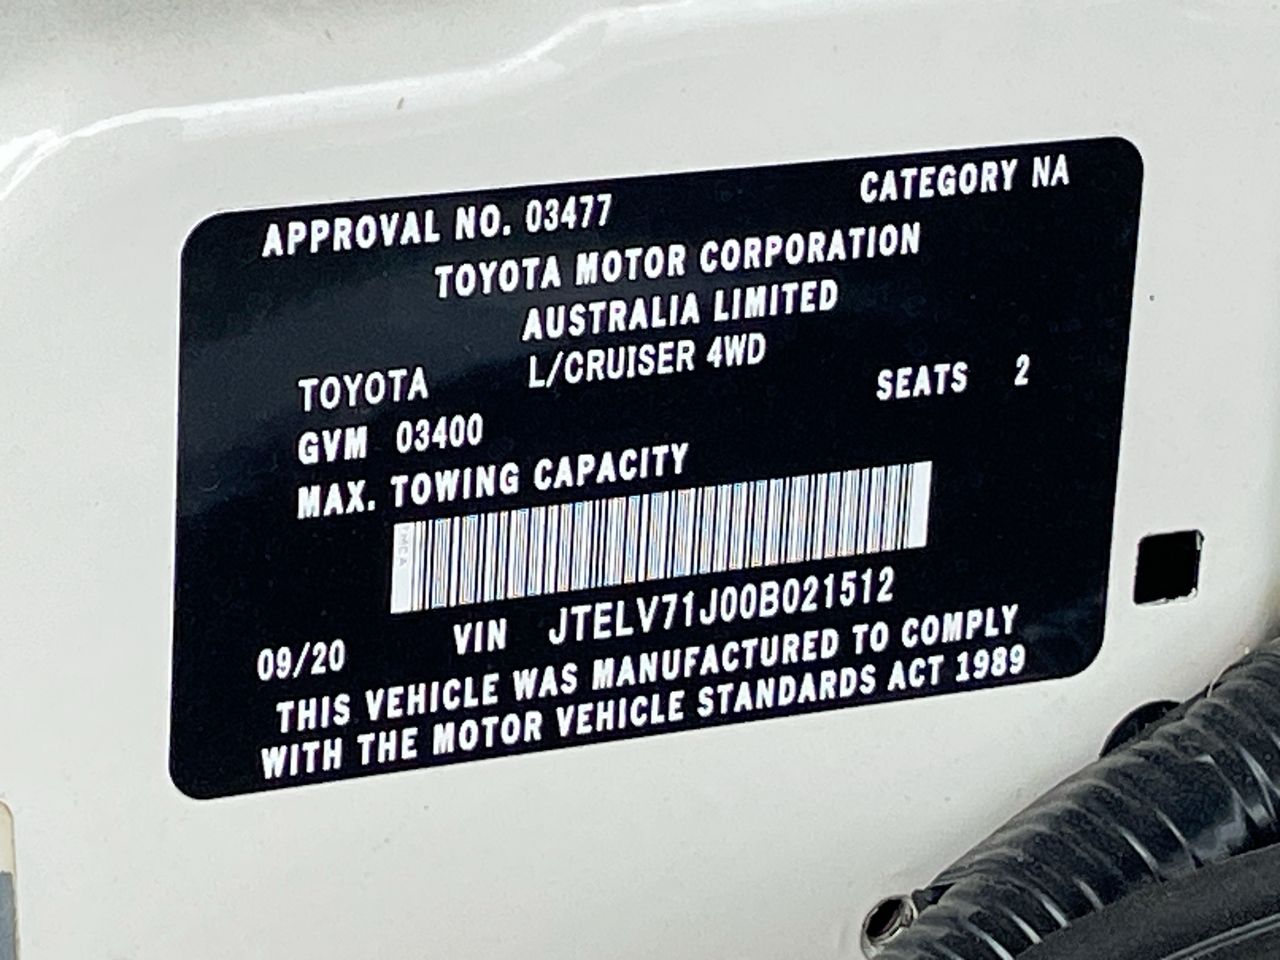 APPROVAL NO. 03477 CATEGORY NA
TOYOTA MOTOR CORPORATION
AUSTRALIA LIMITED
TOYOTA L/CRUISER 4WD
GVM 03400 SEATS 2
MAX. TOWING CAPACITY
TMCA
09/20 VIN JTELV71J00B021512
THIS VEHICLE WAS MANUFACTURED TO COMPLY
WITH THE MOTOR VEHICLE STANDARDS ACT 1989